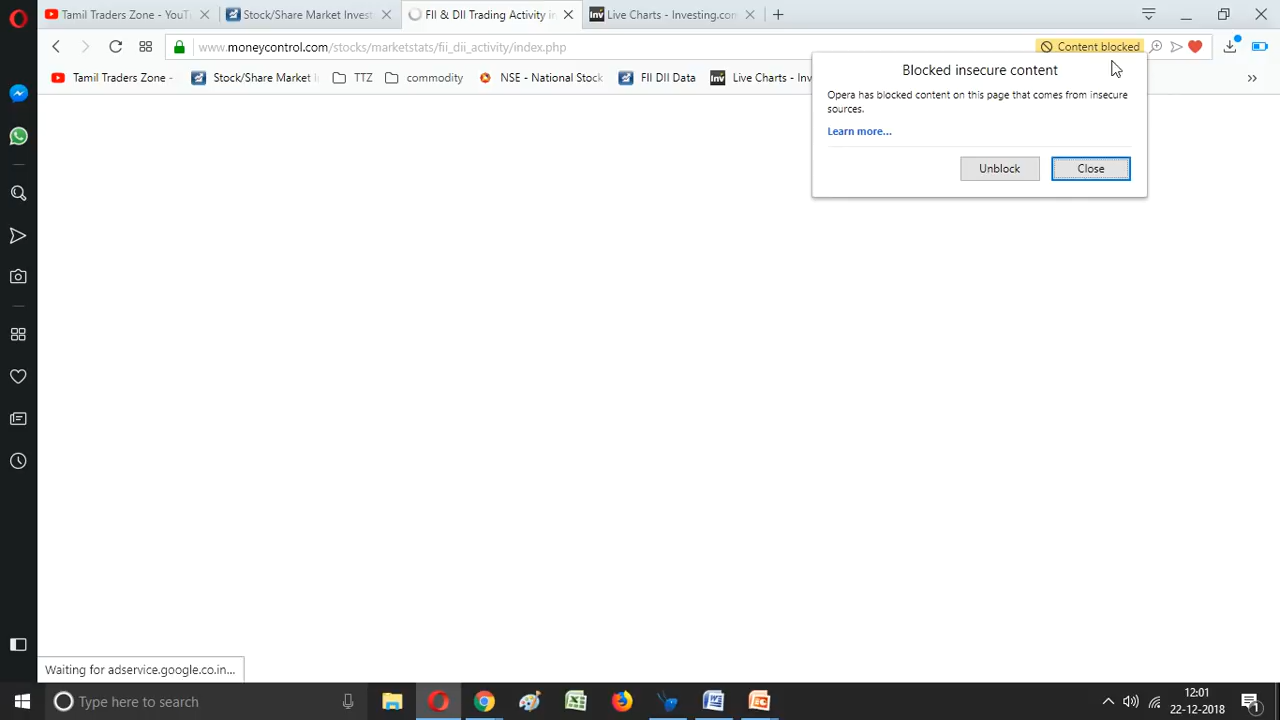 Tamil Traders Zone - YouT
Stock/Share Market Invest
FII & DII Trading Activity in
Inv Live Charts - Investing.com
www.moneycontrol.com/stocks/marketstats/fii_dii_activity/index.php
Content blocked
Tamil Traders Zone -
Stock/Share Market I
TTZ
commodity
NSE - National Stock
FII DII Data
Inv Live Charts - Inv
»
Blocked insecure content
Opera has blocked content on this page that comes from insecure
sources.
Learn more...
Unblock
Close
Waiting for adservice.google.co.in...
Type here to search
12:01
22-12-2018
1